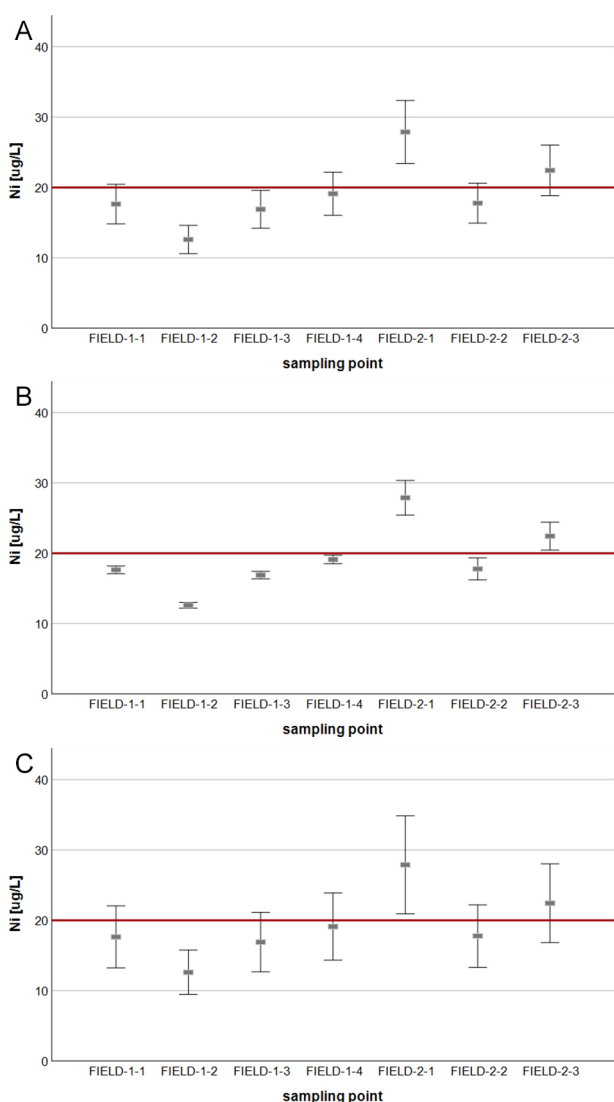 A
40
30
20
10
0
Ni [ug/L]
FIELD-1-1 FIELD-1-2 FIELD-1-3 FIELD-1-4 FIELD-2-1 FIELD-2-2 FIELD-2-3
sampling point
B
40
30
20
10
0
Ni [ug/L]
FIELD-1-1 FIELD-1-2 FIELD-1-3 FIELD-1-4 FIELD-2-1 FIELD-2-2 FIELD-2-3
sampling point
C
40
30
20
10
0
Ni [ug/L]
FIELD-1-1 FIELD-1-2 FIELD-1-3 FIELD-1-4 FIELD-2-1 FIELD-2-2 FIELD-2-3
sampling point